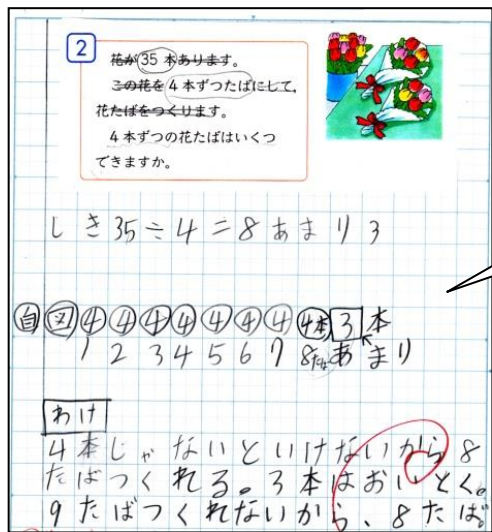 2
花が35本あります。
この花を4本ずつたばにして,
花たばをつくります。
4本ずつの花たばはいくつ
できますか。
しき35÷4=8あまり3
自 図 4 4 4 4 4 4 4 4本 3 本
1 2 3 4 5 6 7 8たば あまり
わけ
4本じゃないといけないから8
たばつくれる。3本はおいとく。
9たばつくれないから、8たば